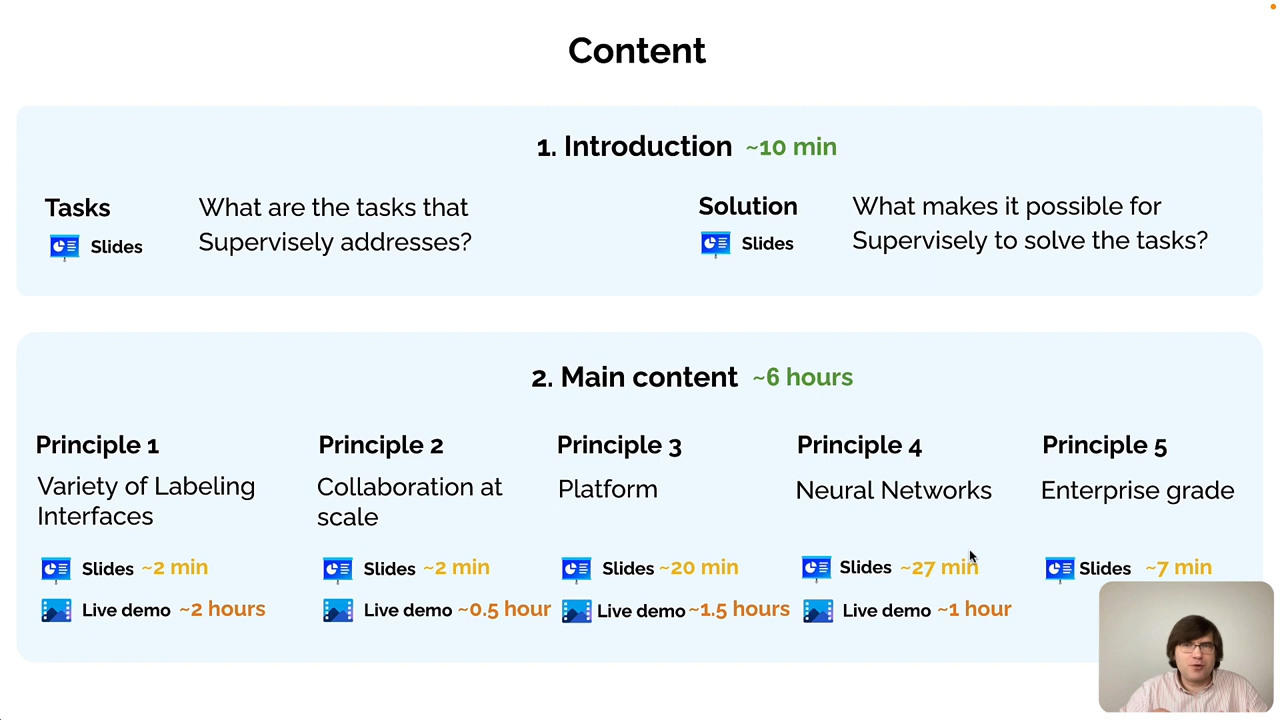 Content
1. Introduction ~10 min
Tasks
Slides
What are the tasks that
Supervisely addresses?
Solution
Slides
What makes it possible for
Supervisely to solve the tasks?
2. Main content ~6 hours
Principle 1
Variety of Labeling
Interfaces
Slides ~2 min
Live demo ~2 hours
Principle 2
Collaboration at
scale
Slides ~2 min
Live demo ~0.5 hour
Principle 3
Platform
Slides ~20 min
Live demo ~1.5 hours
Principle 4
Neural Networks
Slides ~27 min
Live demo ~1 hour
Principle 5
Enterprise grade
Slides ~7 min